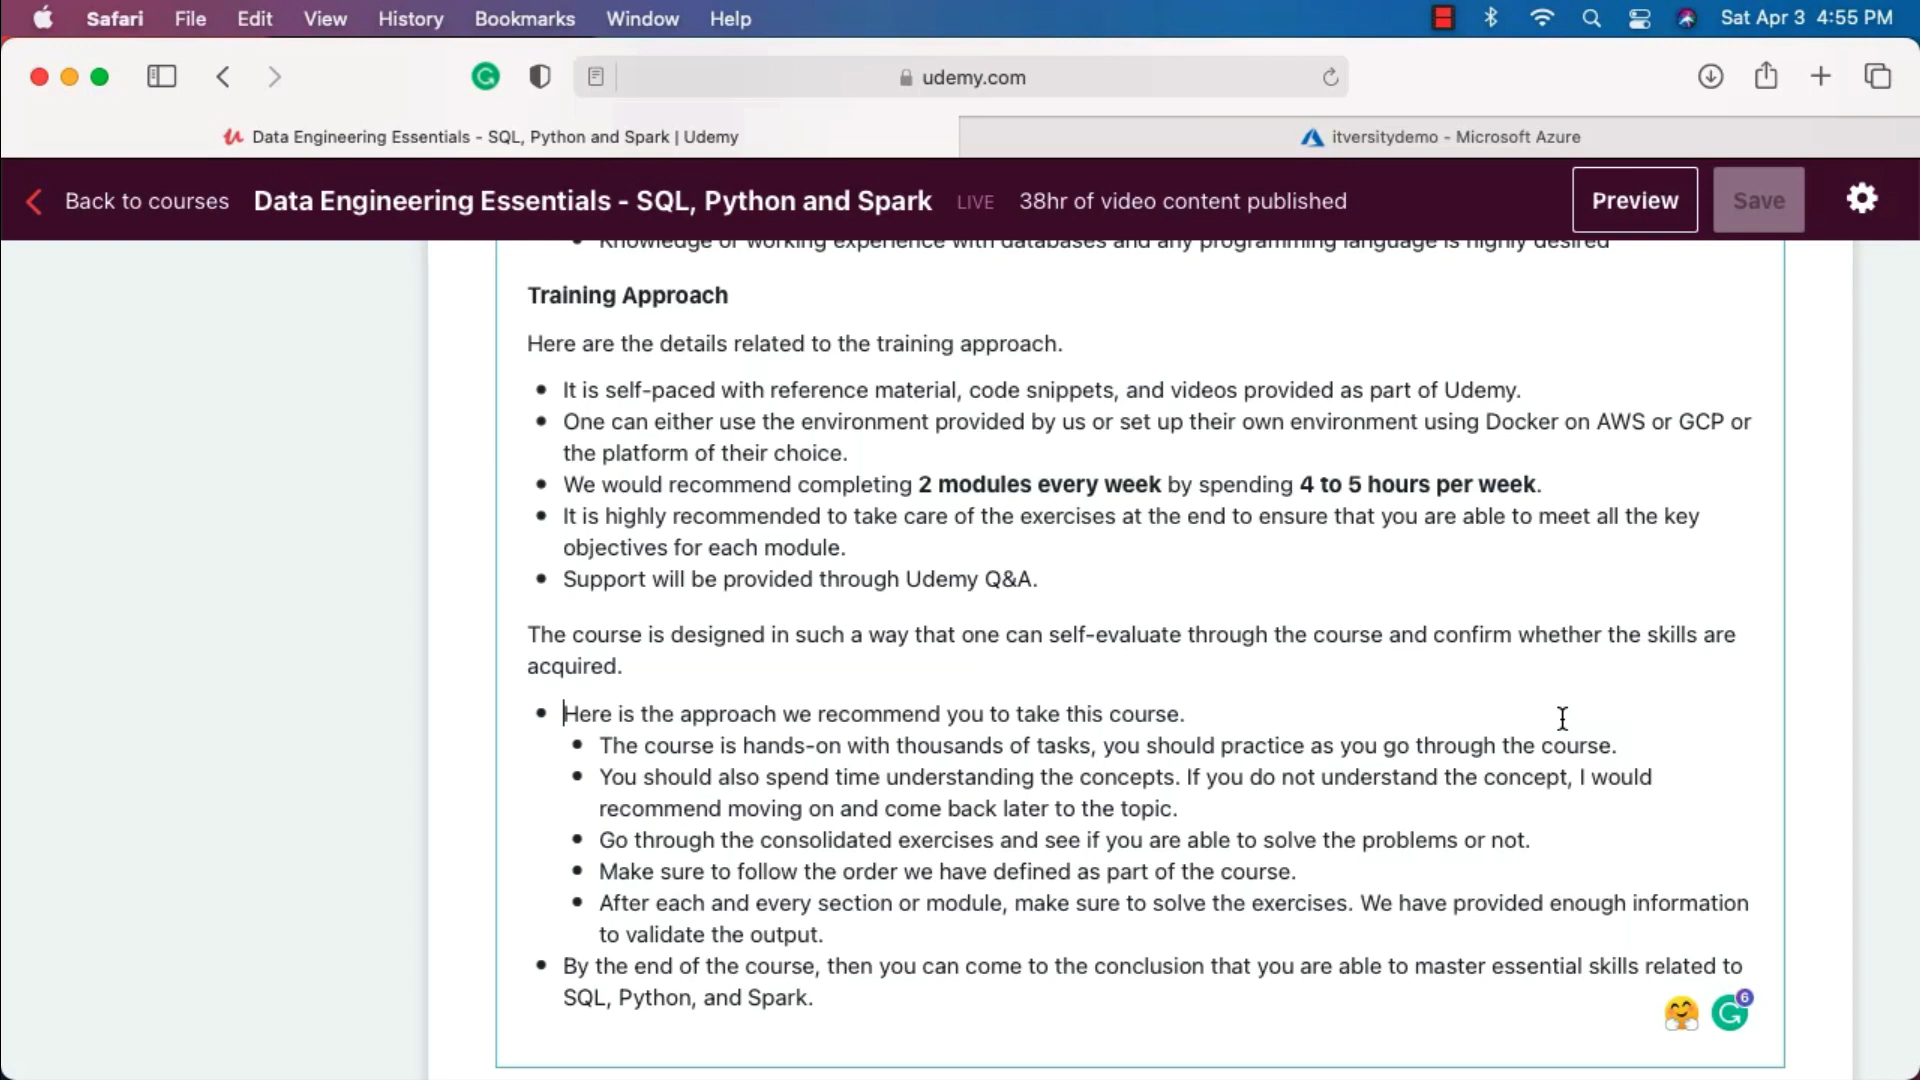 Safari File Edit View History Bookmarks Window Help Sat Apr 3 4:55 PM
udemy.com
Data Engineering Essentials - SQL, Python and Spark | Udemy
itversitydemo - Microsoft Azure
Back to courses Data Engineering Essentials - SQL, Python and Spark LIVE 38hr of video content published Preview Save
Knowledge or working experience with databases and any programming language is highly desired
Training Approach
Here are the details related to the training approach.
It is self-paced with reference material, code snippets, and videos provided as part of Udemy.
One can either use the environment provided by us or set up their own environment using Docker on AWS or GCP or
the platform of their choice.
We would recommend completing 2 modules every week by spending 4 to 5 hours per week.
It is highly recommended to take care of the exercises at the end to ensure that you are able to meet all the key
objectives for each module.
Support will be provided through Udemy Q&A.
The course is designed in such a way that one can self-evaluate through the course and confirm whether the skills are
acquired.
Here is the approach we recommend you to take this course.
The course is hands-on with thousands of tasks, you should practice as you go through the course.
You should also spend time understanding the concepts. If you do not understand the concept, I would
recommend moving on and come back later to the topic.
Go through the consolidated exercises and see if you are able to solve the problems or not.
Make sure to follow the order we have defined as part of the course.
After each and every section or module, make sure to solve the exercises. We have provided enough information
to validate the output.
By the end of the course, then you can come to the conclusion that you are able to master essential skills related to
SQL, Python, and Spark.
6